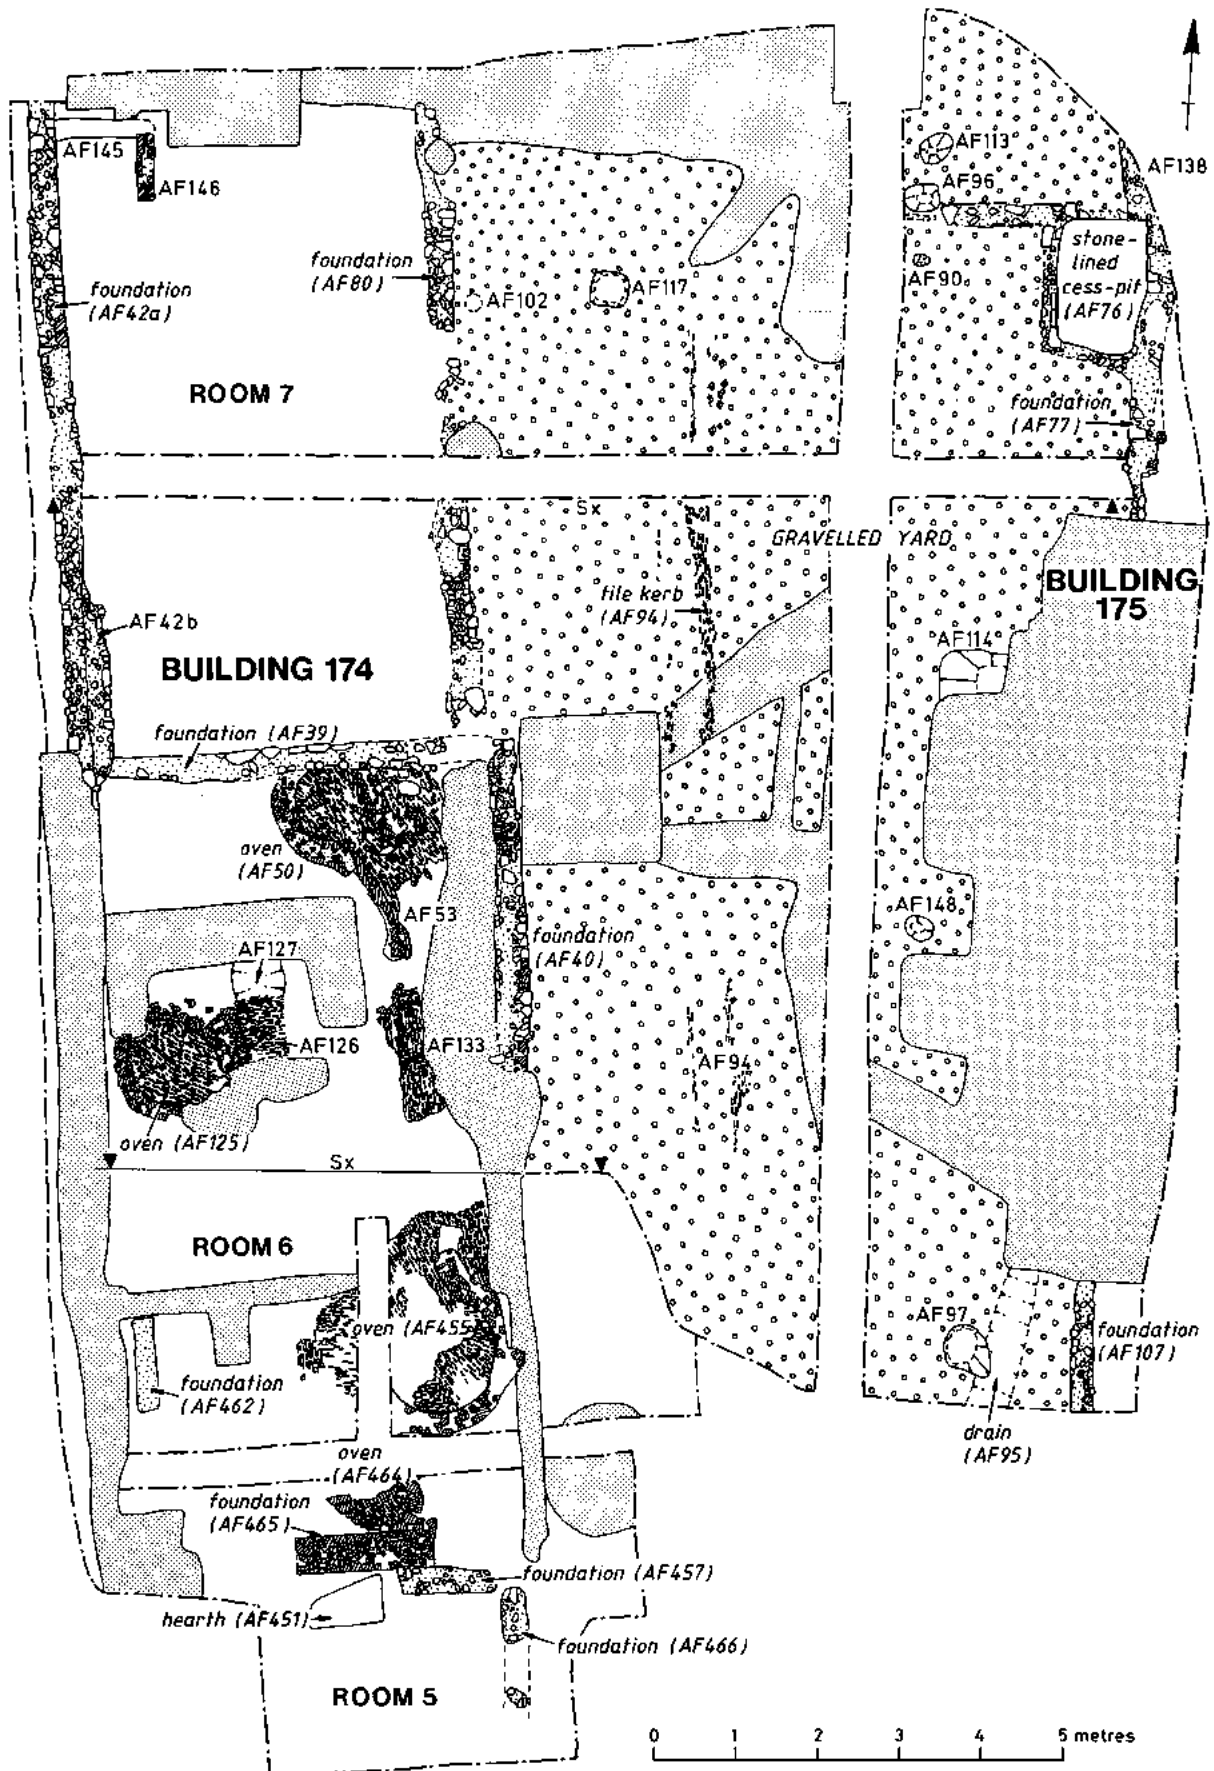 AF145
AF146
foundation
(AF42a)
foundation
(AF80)
AF102
AF117
AF113
AF138
AF96
AF90
stone-
lined
cess-pit
(AF76)
ROOM 7
foundation
(AF77)
Sx
GRAVELLED YARD
BUILDING
175
tile kerb
(AF94)
AF42b
AF114
BUILDING 174
foundation (AF39)
oven
(AF50)
AF53
AF148
foundation
(AF40)
AF127
AF126
AF133
AF94
oven (AF125)
Sx
ROOM 6
oven (AF455)
AF97
foundation
(AF107)
foundation
(AF462)
drain
(AF95)
oven
(AF464)
foundation
(AF465)
foundation (AF457)
hearth (AF451)
foundation (AF466)
ROOM 5
0 1 2 3 4 5 metres